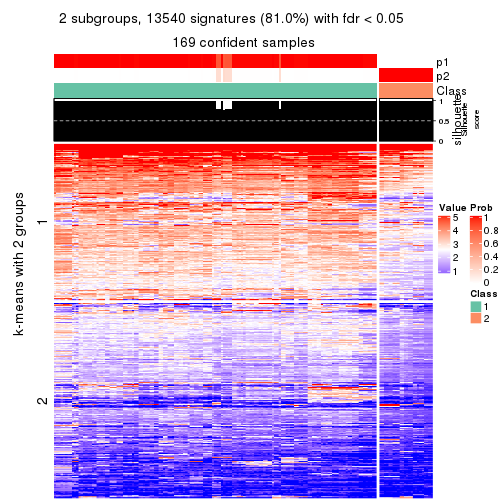 2 subgroups, 13540 signatures (81.0%) with fdr < 0.05
169 confident samples
p1
p2
Class
1
0.5
0
silhouette
Silhouette
score
k-means with 2 groups
1
2
Value
5
4
3
2
1
Prob
1
0.8
0.6
0.4
0.2
0
Class
1
2